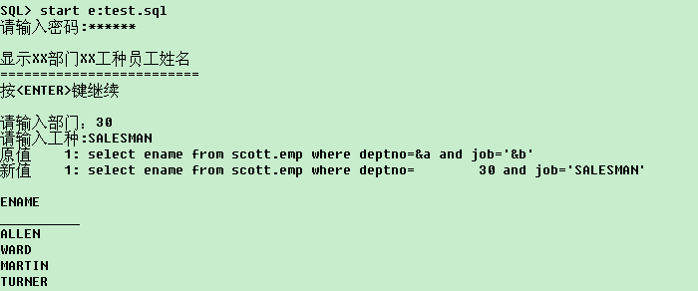 SQL> start e:test.sql
请输入密码:******
显示XX部门XX工种员工姓名
=========================
按<ENTER>键继续
请输入部门：30
请输入工种:SALESMAN
原值    1: select ename from scott.emp where deptno=&a and job='&b'
新值    1: select ename from scott.emp where deptno=        30 and job='SALESMAN'
ENAME
__________
ALLEN
WARD
MARTIN
TURNER